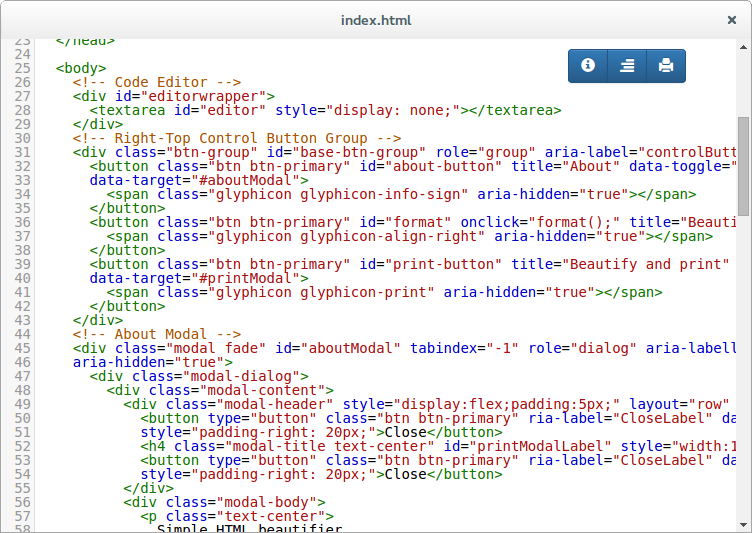 index.html
23 </head>
24
25 <body>
26 <!-- Code Editor -->
27 <div id="editorwrapper">
28 <textarea id="editor" style="display: none;"></textarea>
29 </div>
30 <!-- Right-Top Control Button Group -->
31 <div class="btn-group" id="base-btn-group" role="group" aria-label="controlButt
32 <button class="btn btn-primary" id="about-button" title="About" data-toggle="
33 data-target="#aboutModal">
34 <span class="glyphicon glyphicon-info-sign" aria-hidden="true"></span>
35 </button>
36 <button class="btn btn-primary" id="format" onclick="format();" title="Beauti
37 <span class="glyphicon glyphicon-align-right" aria-hidden="true"></span>
38 </button>
39 <button class="btn btn-primary" id="print-button" title="Beautify and print"
40 data-target="#printModal">
41 <span class="glyphicon glyphicon-print" aria-hidden="true"></span>
42 </button>
43 </div>
44 <!-- About Modal -->
45 <div class="modal fade" id="aboutModal" tabindex="-1" role="dialog" aria-labell
46 aria-hidden="true">
47 <div class="modal-dialog">
48 <div class="modal-content">
49 <div class="modal-header" style="display:flex;padding:5px;" layout="row"
50 <button type="button" class="btn btn-primary" ria-label="CloseLabel" da
51 style="padding-right: 20px;">Close</button>
52 <h4 class="modal-title text-center" id="printModalLabel" style="width:1
53 <button type="button" class="btn btn-primary" ria-label="CloseLabel" da
54 style="padding-right: 20px;">Close</button>
55 </div>
56 <div class="modal-body">
57 <p class="text-center">
58 Simple HTML beautifier